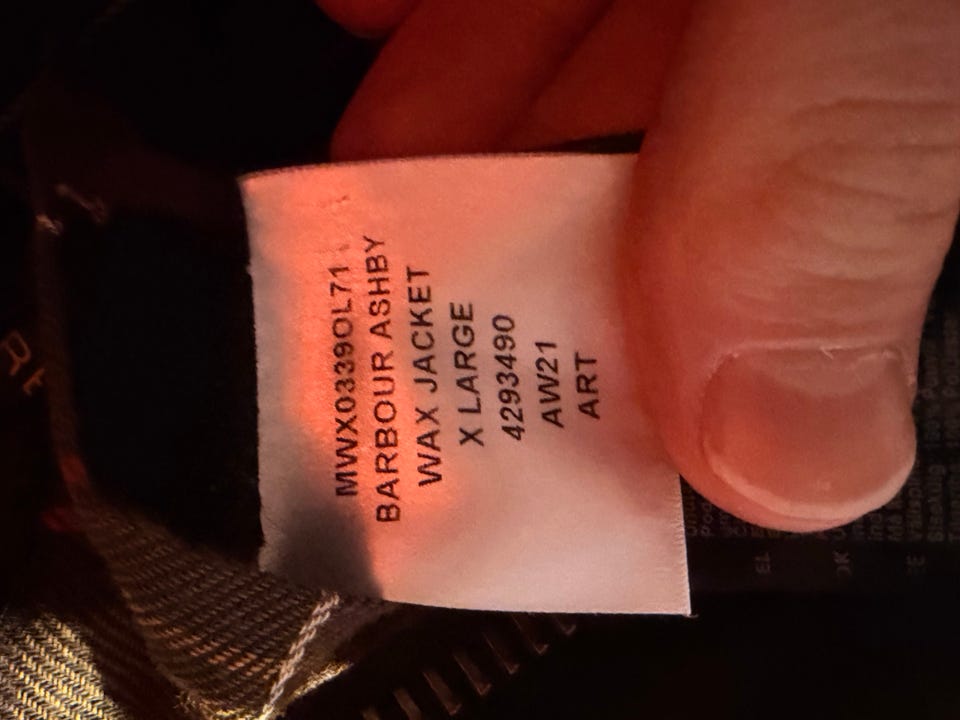 MWX0339OL71
BARBOUR ASHBY
WAX JACKET
X LARGE
4293490
AW21
ART